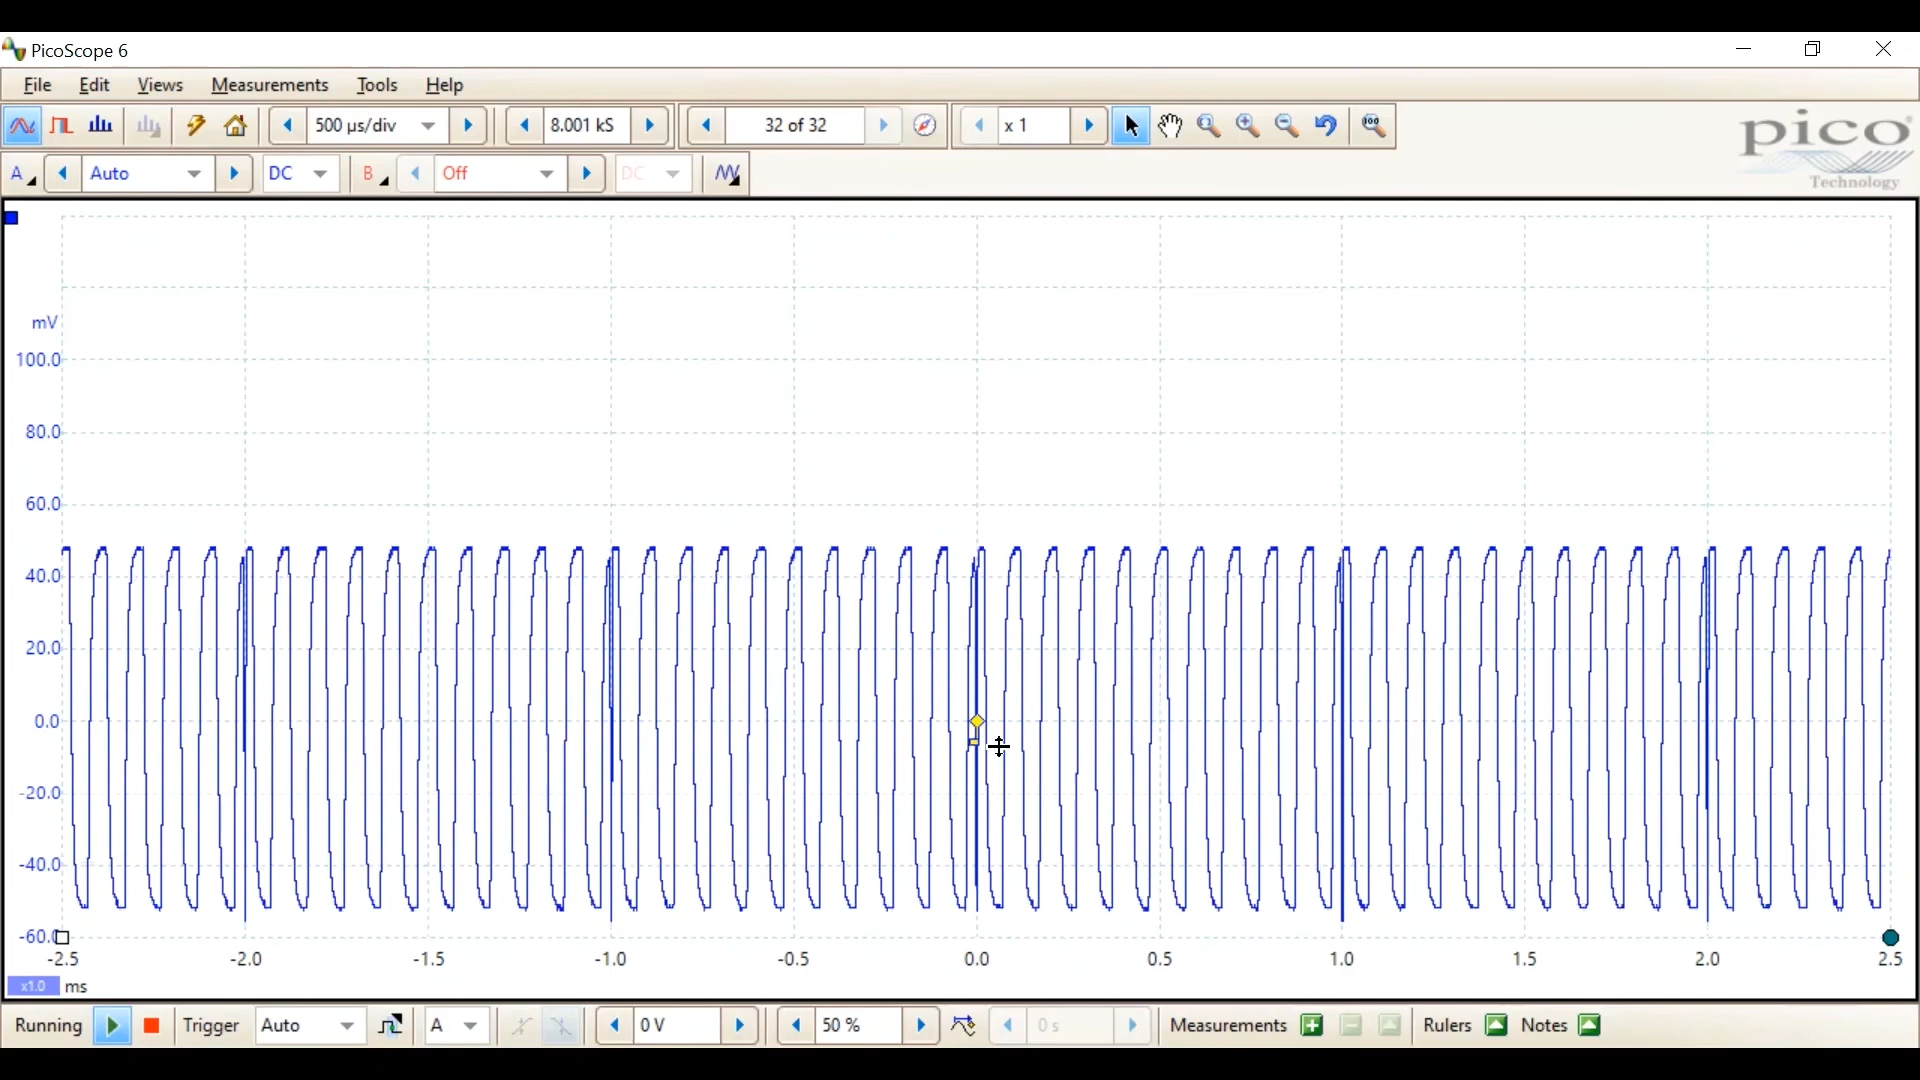 PicoScope 6
File Edit Views Measurements Tools Help
500 µs/div 8.001 kS 32 of 32 x 1
pico
Technology
A Auto DC B Off DC
mV
100.0
80.0
60.0
40.0
20.0
0.0
-20.0
-40.0
-60.0
-2.5 -2.0 -1.5 -1.0 -0.5 0.0 0.5 1.0 1.5 2.0 2.5
x1.0 ms
Running Trigger Auto A 0 V 50 % 0 s Measurements Rulers Notes